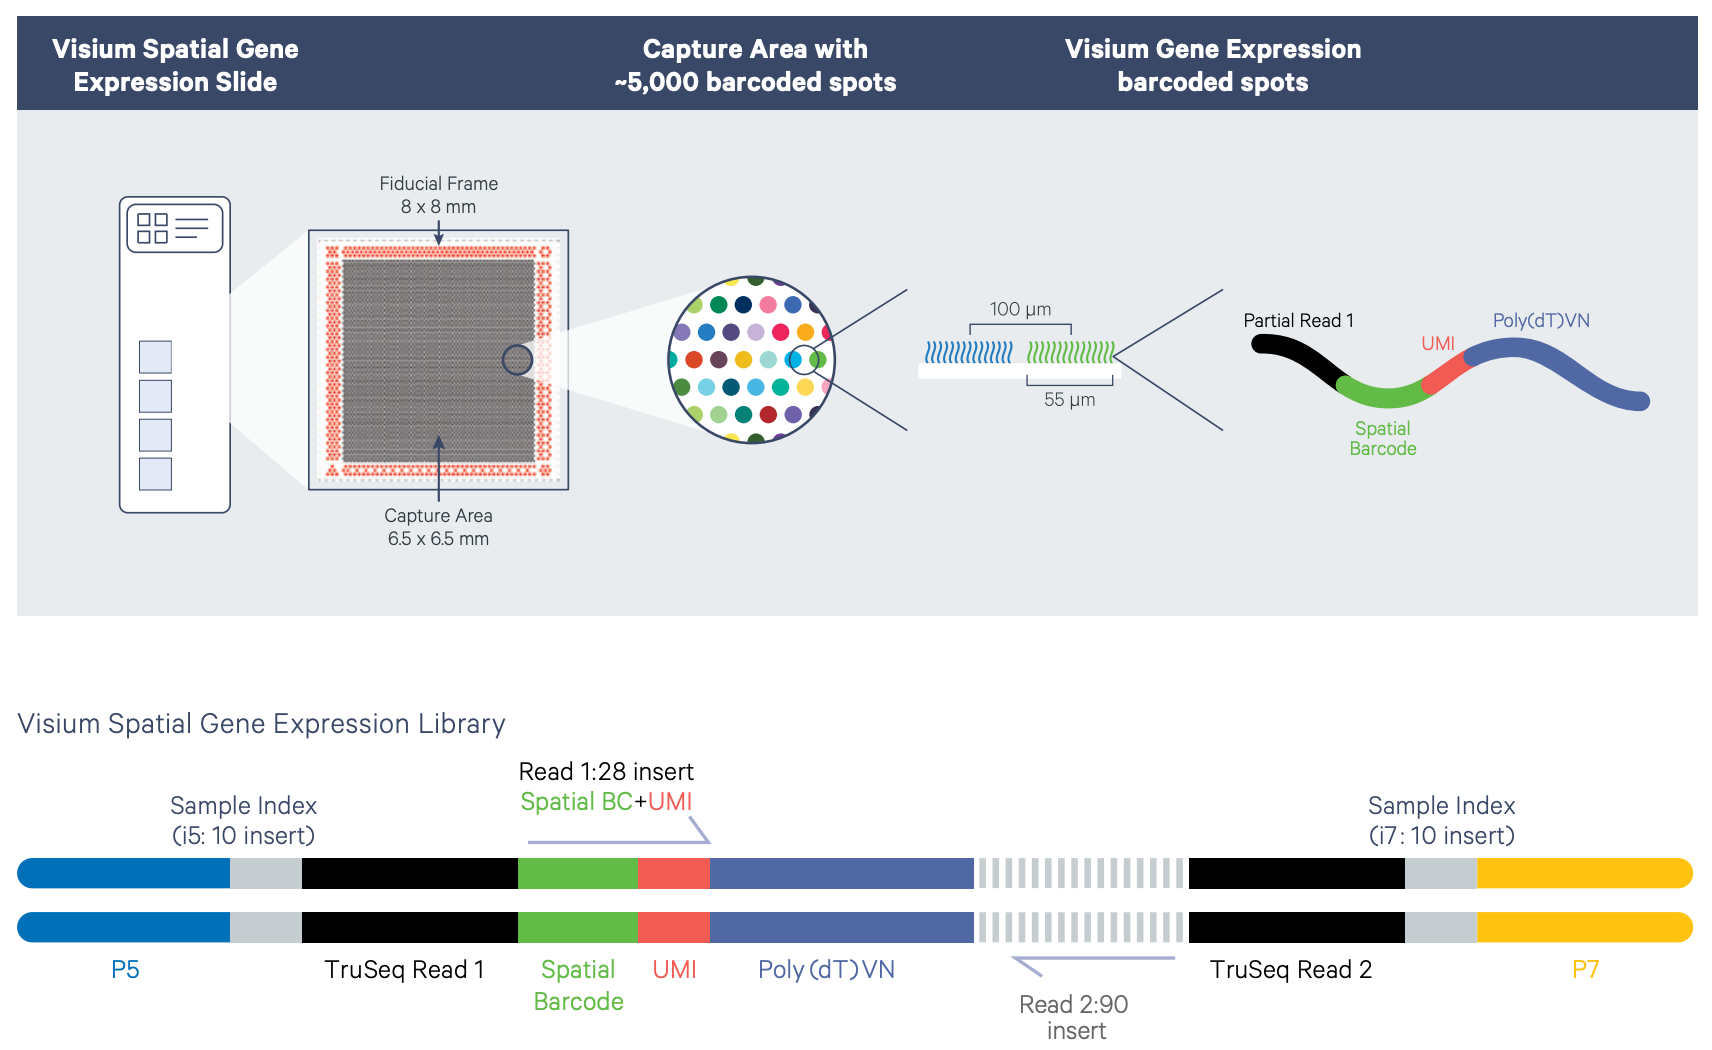 Visium Spatial Gene
Expression Slide
Capture Area with
~5,000 barcoded spots
Visium Gene Expression
barcoded spots
Fiducial Frame
8 x 8 mm
Capture Area
6.5 x 6.5 mm
100 µm
55 µm
Partial Read 1
Spatial
Barcode
UMI
Poly(dT)VN
Visium Spatial Gene Expression Library
Sample Index
(i5: 10 insert)
Read 1:28 insert
Spatial BC+UMI
Sample Index
(i7: 10 insert)
P5
TruSeq Read 1
Spatial
Barcode
UMI
Poly(dT)VN
Read 2:90
insert
TruSeq Read 2
P7